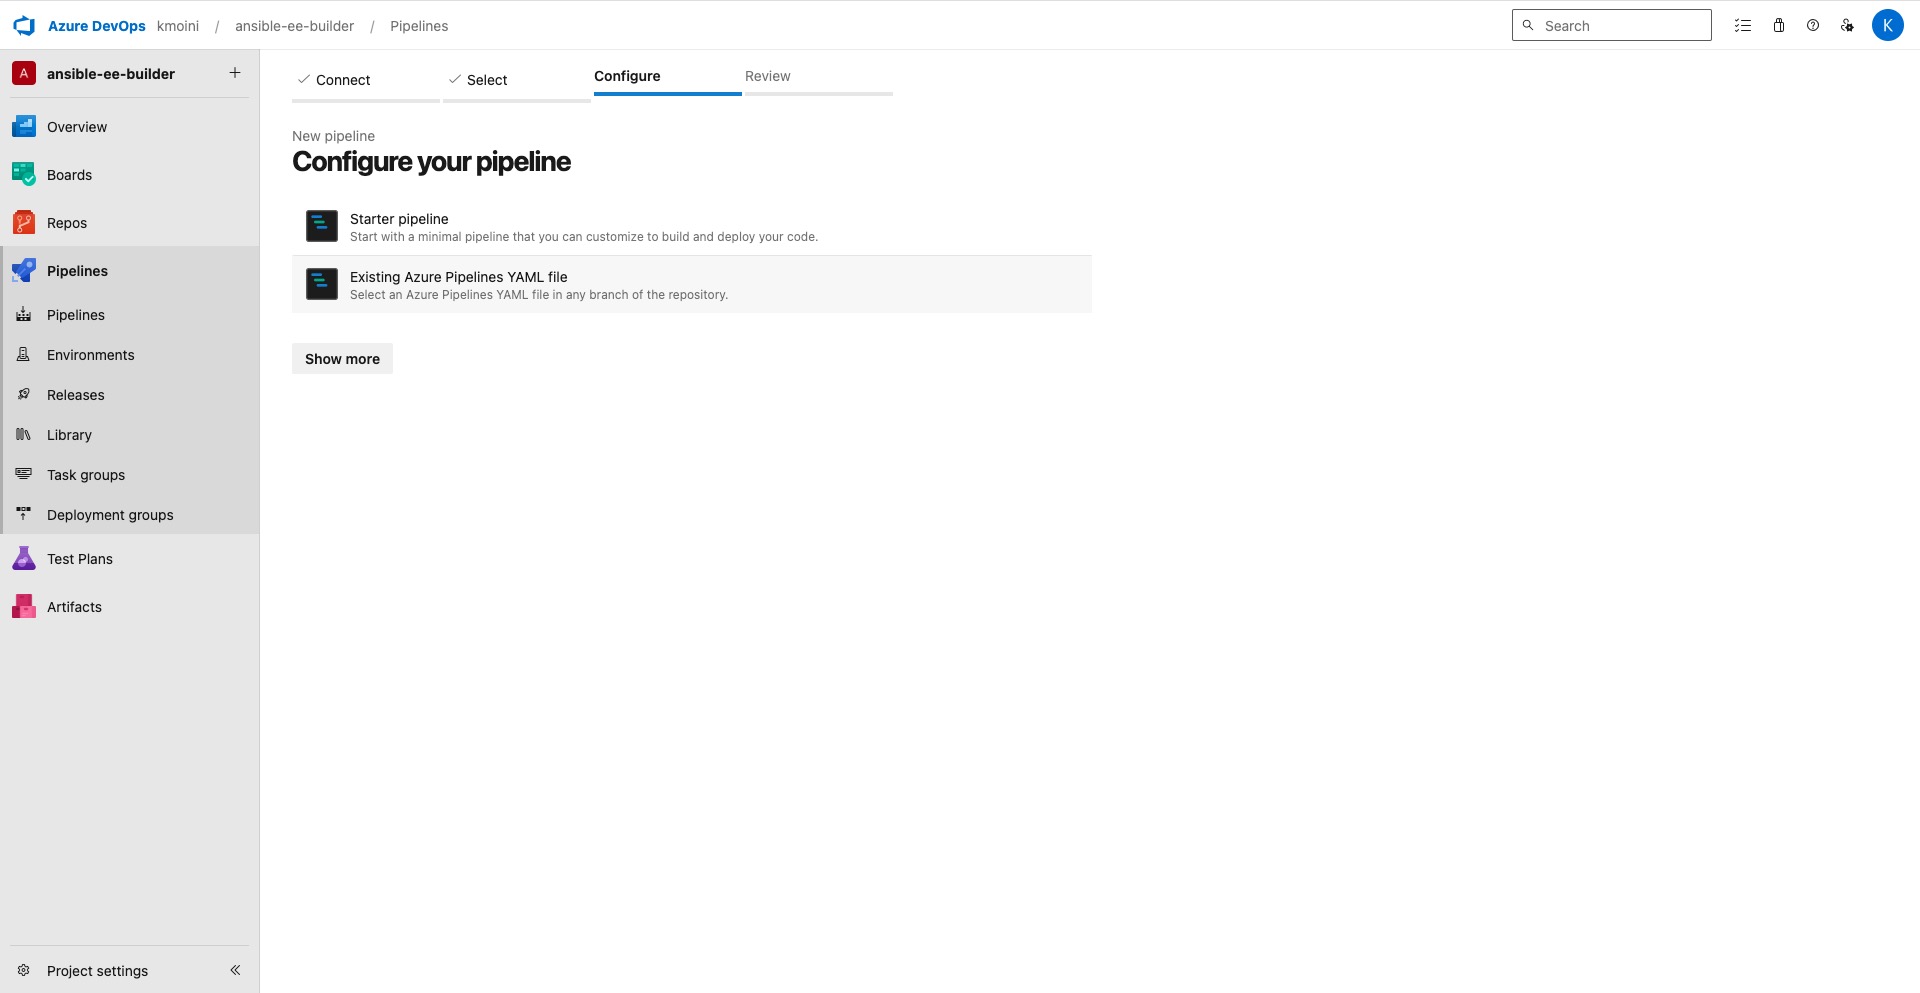 Azure DevOps kmoini / ansible-ee-builder / Pipelines
Search
K
A ansible-ee-builder +
Overview
Boards
Repos
Pipelines
Pipelines
Environments
Releases
Library
Task groups
Deployment groups
Test Plans
Artifacts
Project settings
Connect
Select
Configure
Review
New pipeline
Configure your pipeline
Starter pipeline
Start with a minimal pipeline that you can customize to build and deploy your code.
Existing Azure Pipelines YAML file
Select an Azure Pipelines YAML file in any branch of the repository.
Show more